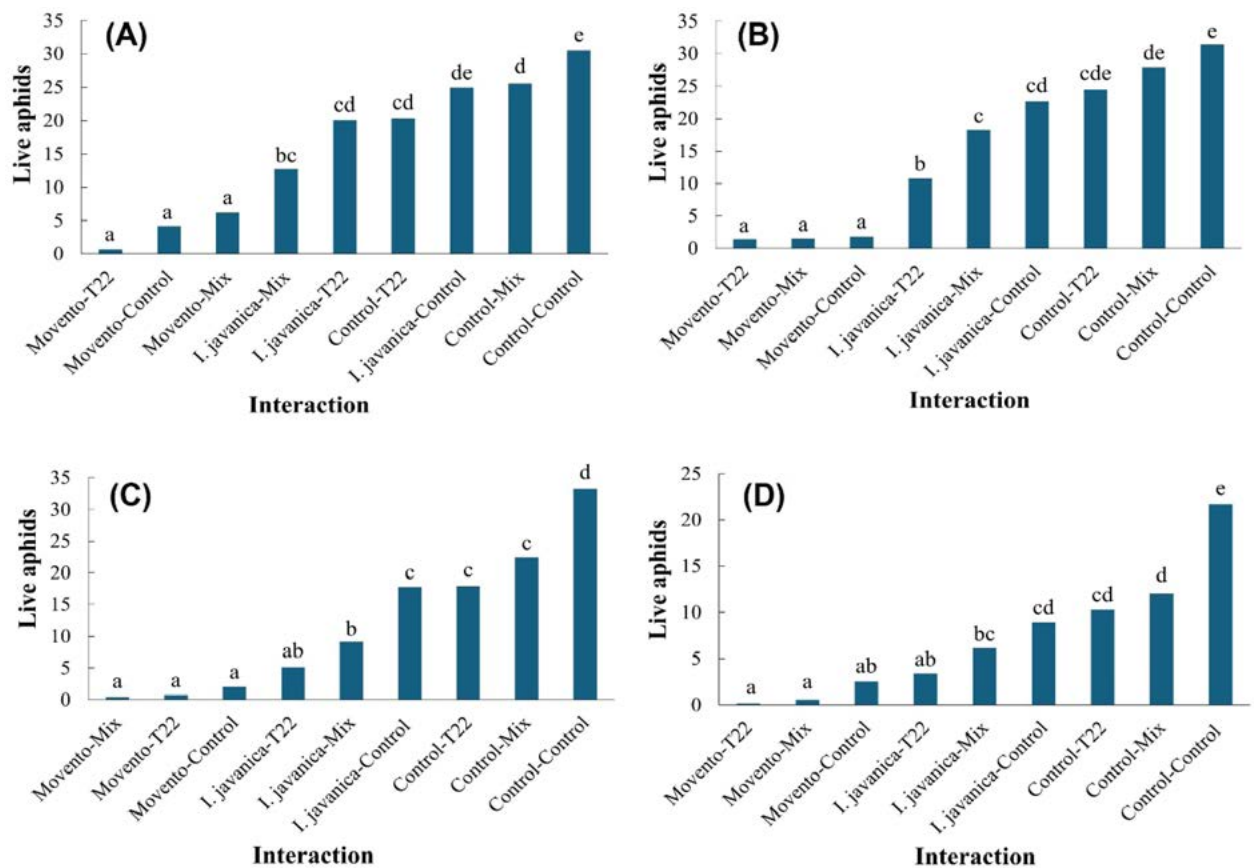 (A)
Live aphids
35
30
25
20
15
10
5
0
a
a
a
bc
cd
cd
de
d
e
Movento-T22
Movento-Control
Movento-Mix
I. javanica-Mix
I. javanica-T22
Control-T22
I. javanica-Control
Control-Mix
Control-Control
Interaction
(B)
Live aphids
35
30
25
20
15
10
5
0
a
a
a
b
c
cd
cde
de
e
Movento-T22
Movento-Mix
Movento-Control
I. javanica-T22
I. javanica-Mix
I. javanica-Control
Control-T22
Control-Mix
Control-Control
Interaction
(C)
Live aphids
35
30
25
20
15
10
5
0
a
a
a
ab
b
c
c
c
d
Movento-Mix
Movento-T22
Movento-Control
I. javanica-T22
I. javanica-Mix
I. javanica-Control
Control-T22
Control-Mix
Control-Control
Interaction
(D)
Live aphids
25
20
15
10
5
0
a
a
ab
ab
bc
cd
cd
d
e
Movento-T22
Movento-Mix
Movento-Control
I. javanica-T22
I. javanica-Mix
I. javanica-Control
Control-T22
Control-Mix
Control-Control
Interaction